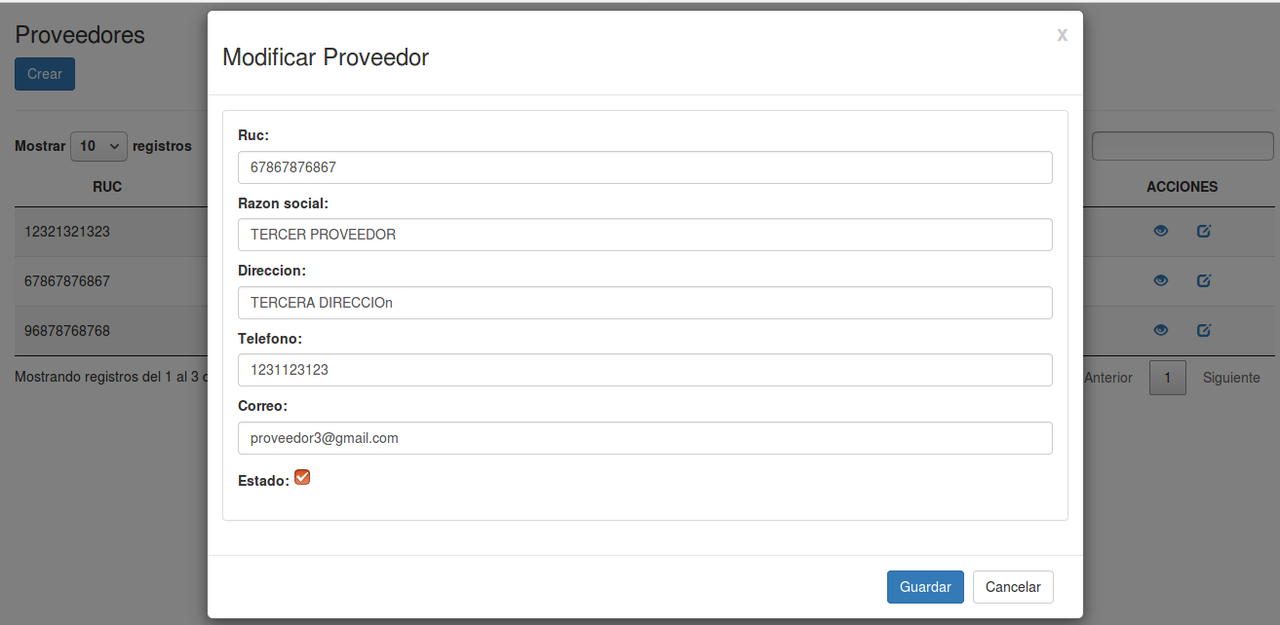 Proveedores
Crear
Mostrar 10 registros
RUC
ACCIONES
12321321323
67867876867
96878768768
Mostrando registros del 1 al 3
Anterior 1 Siguiente
x
Modificar Proveedor
Ruc:
67867876867
Razon social:
TERCER PROVEEDOR
Direccion:
TERCERA DIRECCIOn
Telefono:
1231123123
Correo:
proveedor3@gmail.com
Estado:
Guardar Cancelar